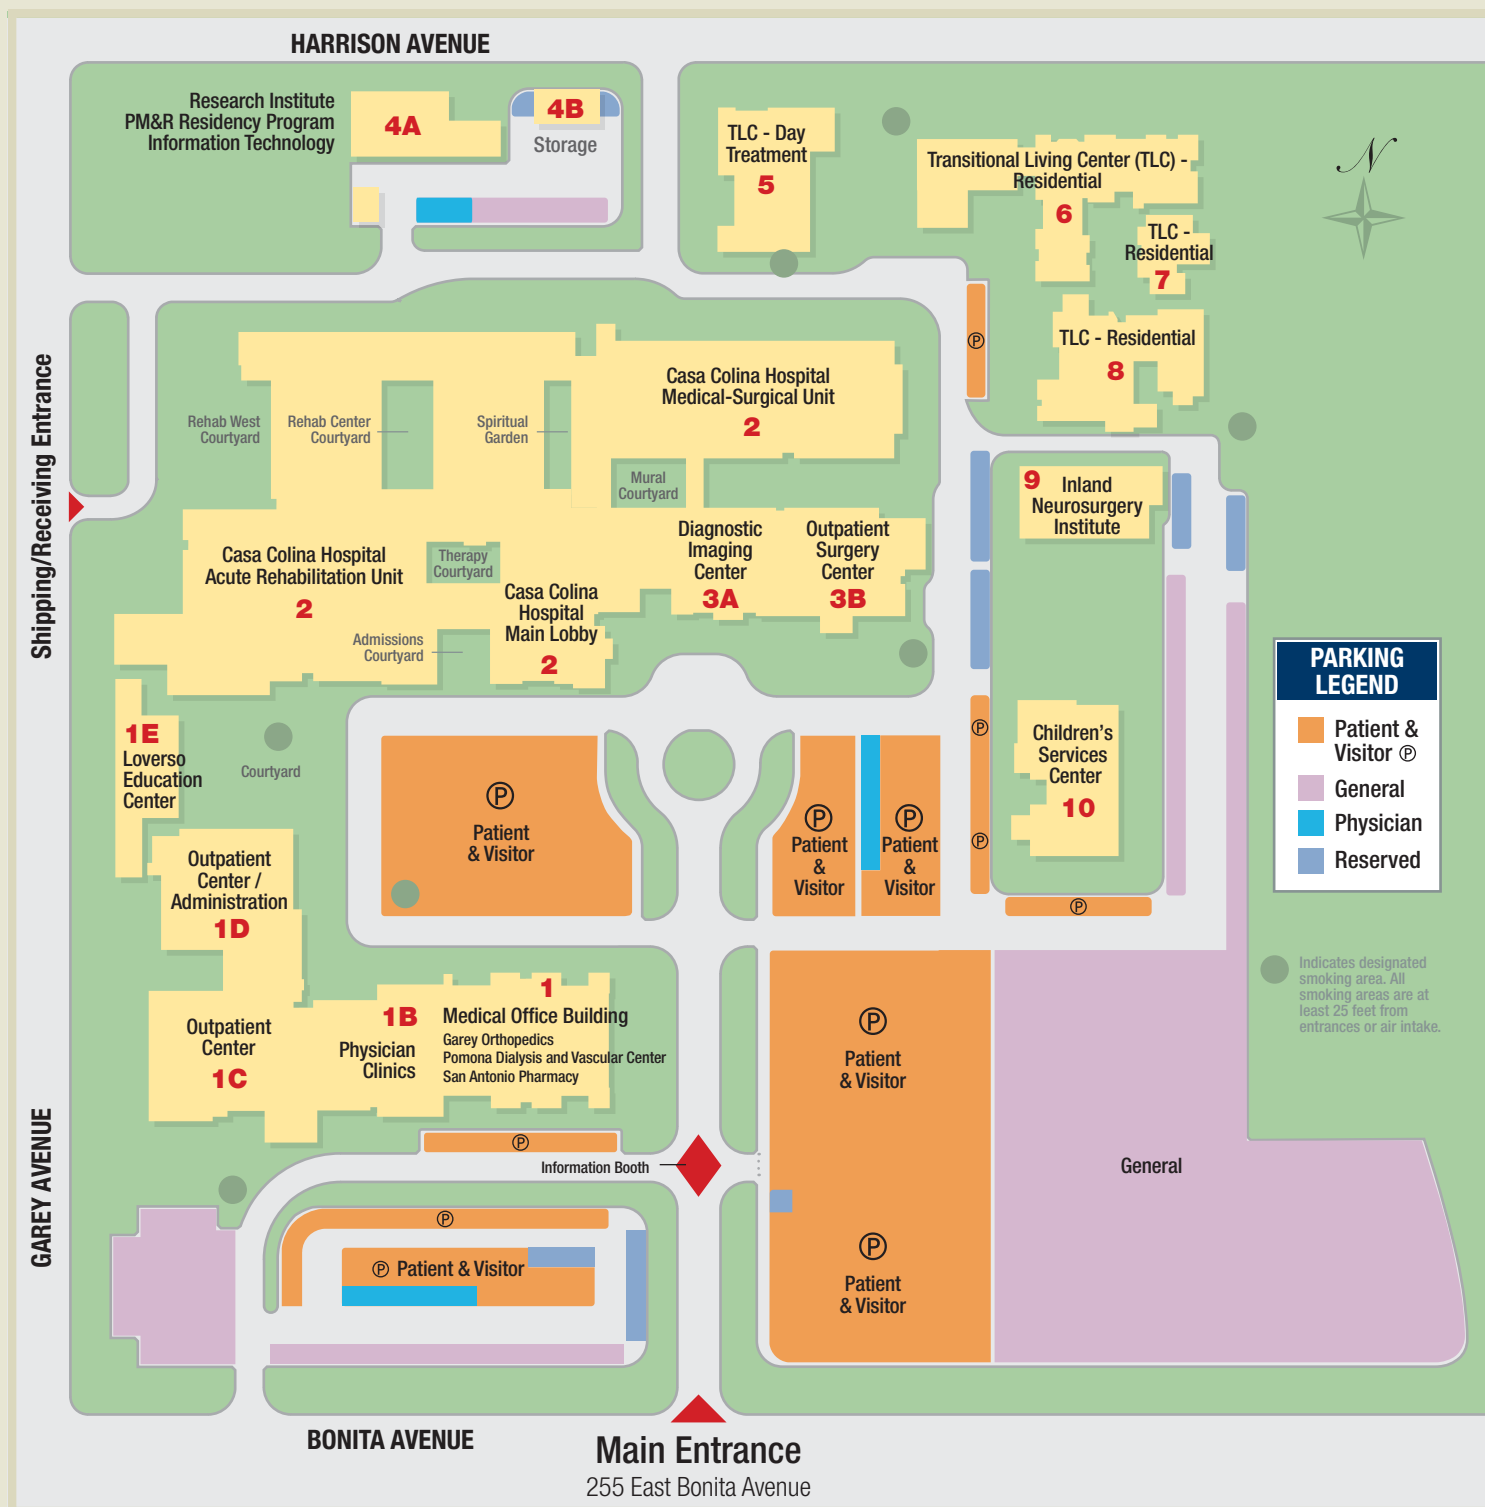 HARRISON AVENUE
Research Institute
PM&R Residency Program
Information Technology
4A
4B
Storage
TLC - Day
Treatment
5
Transitional Living Center (TLC) -
Residential
6
N
TLC -
Residential
7
TLC - Residential
8
P
Shipping/Receiving Entrance
Rehab West
Courtyard
Rehab Center
Courtyard
Spiritual
Garden
Casa Colina Hospital
Medical-Surgical Unit
2
Mural
Courtyard
9
Inland
Neurosurgery
Institute
Casa Colina Hospital
Acute Rehabilitation Unit
2
Therapy
Courtyard
Diagnostic
Imaging
Center
3A
Outpatient
Surgery
Center
3B
Casa Colina
Hospital
Main Lobby
2
Admissions
Courtyard
PARKING
LEGEND
Patient &
Visitor P
General
Physician
Reserved
1E
Loverso
Education
Center
Courtyard
P
Patient
& Visitor
P
Patient
&
Visitor
P
Patient
&
Visitor
P
P
Children's
Services
Center
10
P
Outpatient
Center /
Administration
1D
Indicates designated
smoking area. All
smoking areas are at
least 25 feet from
entrances or air intake.
Outpatient
Center
1C
1B
Physician
Clinics
1
Medical Office Building
Garey Orthopedics
Pomona Dialysis and Vascular Center
San Antonio Pharmacy
P
Patient
& Visitor
GAREY AVENUE
P
Information Booth
General
P
P Patient & Visitor
P
Patient
& Visitor
BONITA AVENUE
Main Entrance
255 East Bonita Avenue